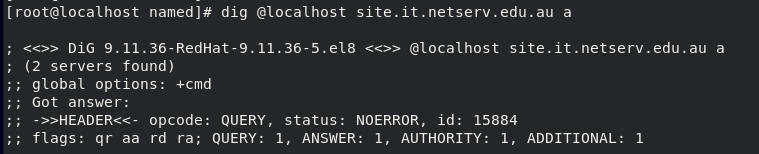 [root@localhost named]# dig @localhost site.it.netserv.edu.au a
; <<>> DiG 9.11.36-RedHat-9.11.36-5.el8 <<>> @localhost site.it.netserv.edu.au a
; (2 servers found)
;; global options: +cmd
;; Got answer:
;; ->>HEADER<<- opcode: QUERY, status: NOERROR, id: 15884
;; flags: qr aa rd ra; QUERY: 1, ANSWER: 1, AUTHORITY: 1, ADDITIONAL: 1